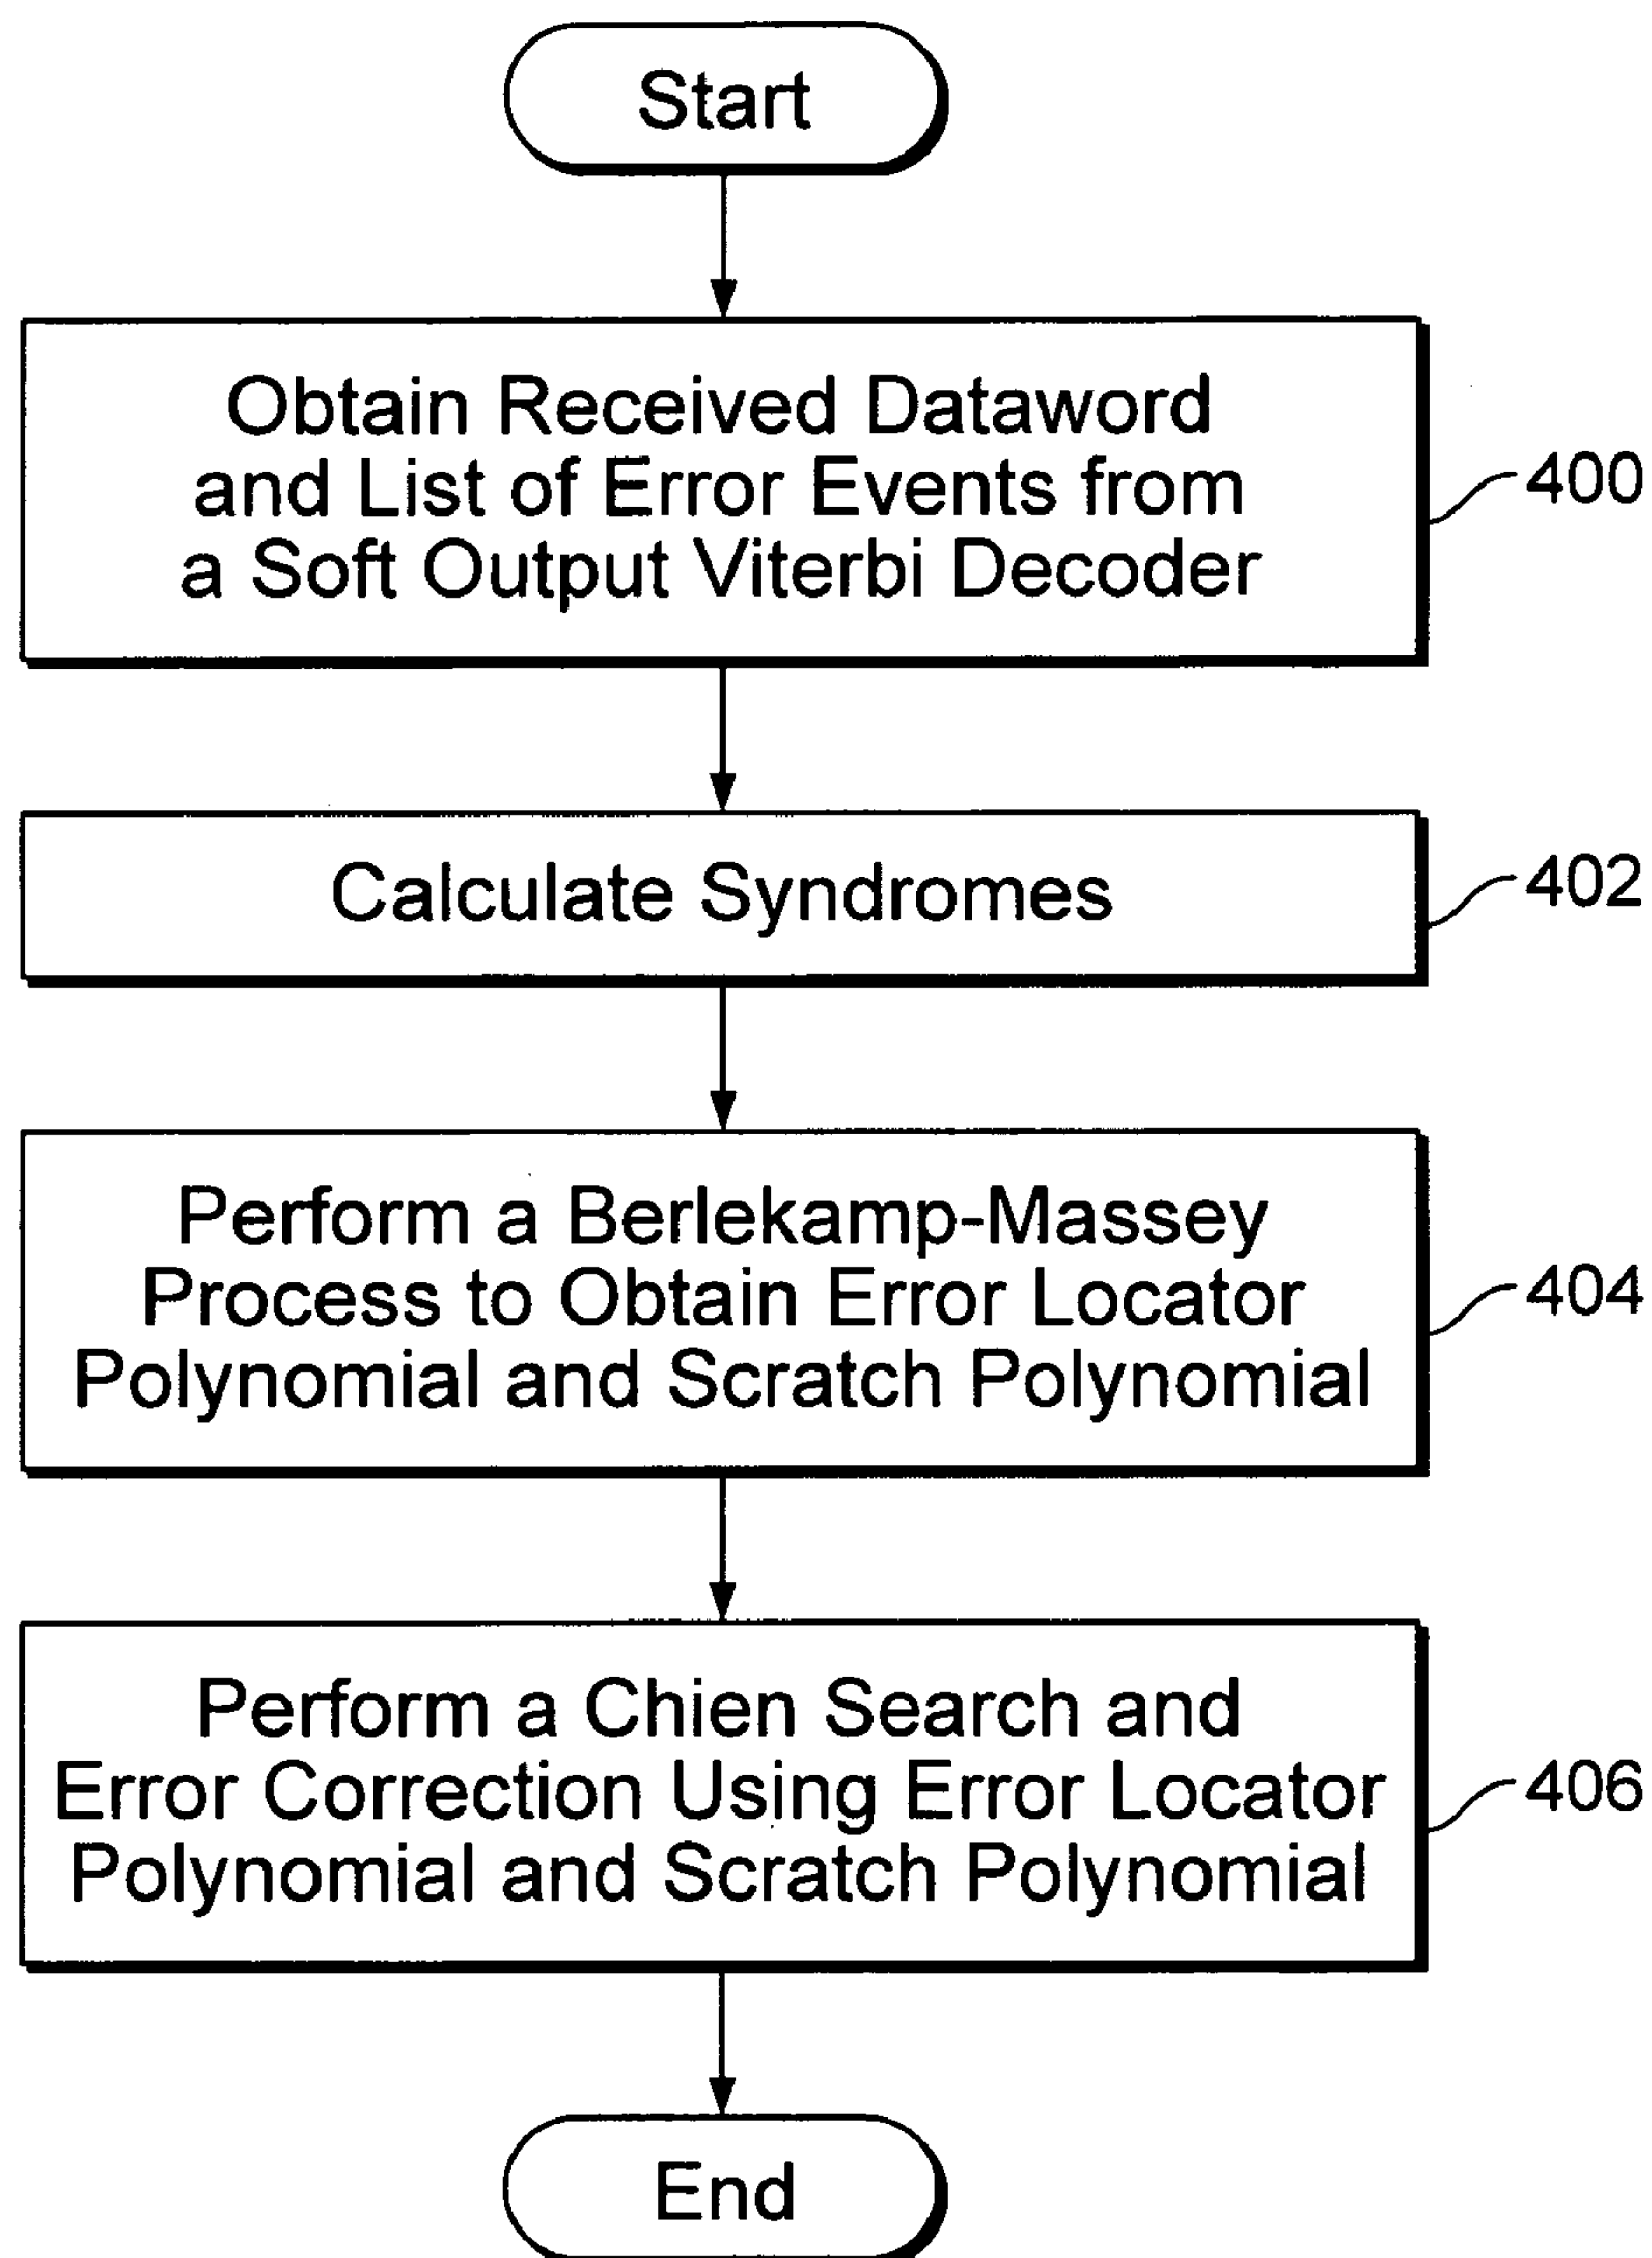 Start
Obtain Received Dataword
and List of Error Events from
a Soft Output Viterbi Decoder
400
Calculate Syndromes
402
Perform a Berlekamp-Massey
Process to Obtain Error Locator
Polynomial and Scratch Polynomial
404
Perform a Chien Search and
Error Correction Using Error Locator
Polynomial and Scratch Polynomial
406
End